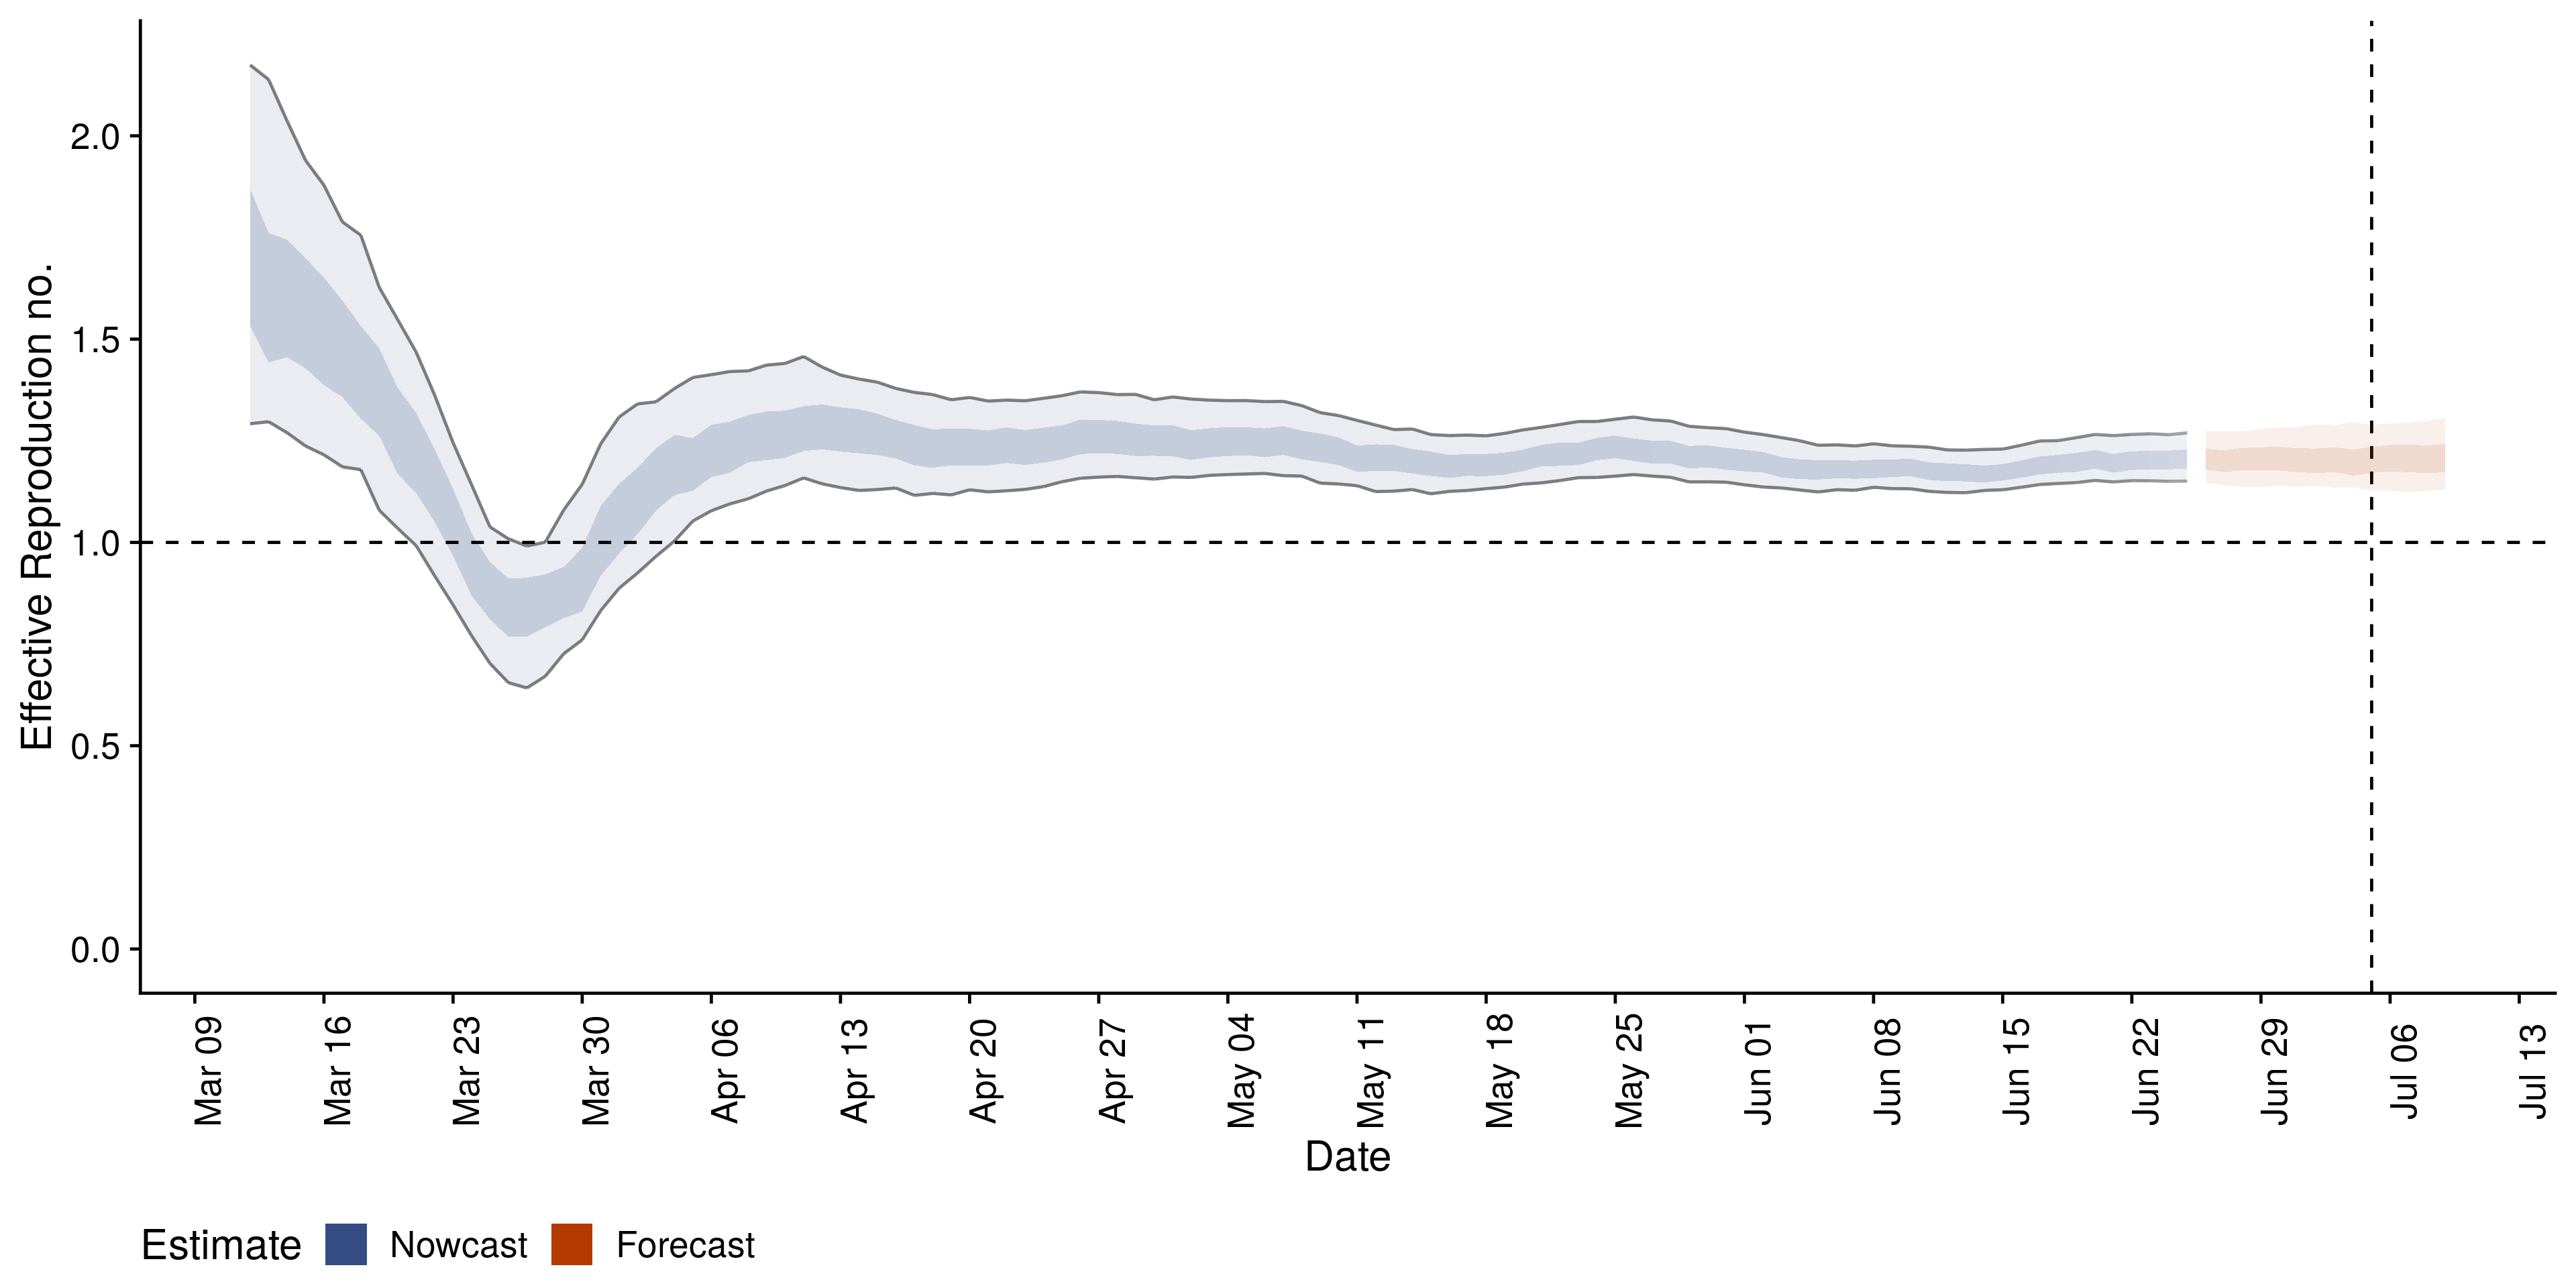 Effective Reproduction no.
2.0
1.5
1.0
0.5
0.0
Mar 09
Mar 16
Mar 23
Mar 30
Apr 06
Apr 13
Apr 20
Apr 27
May 04
May 11
May 18
May 25
Jun 01
Jun 08
Jun 15
Jun 22
Jun 29
Jul 06
Jul 13
Date
Estimate Nowcast Forecast